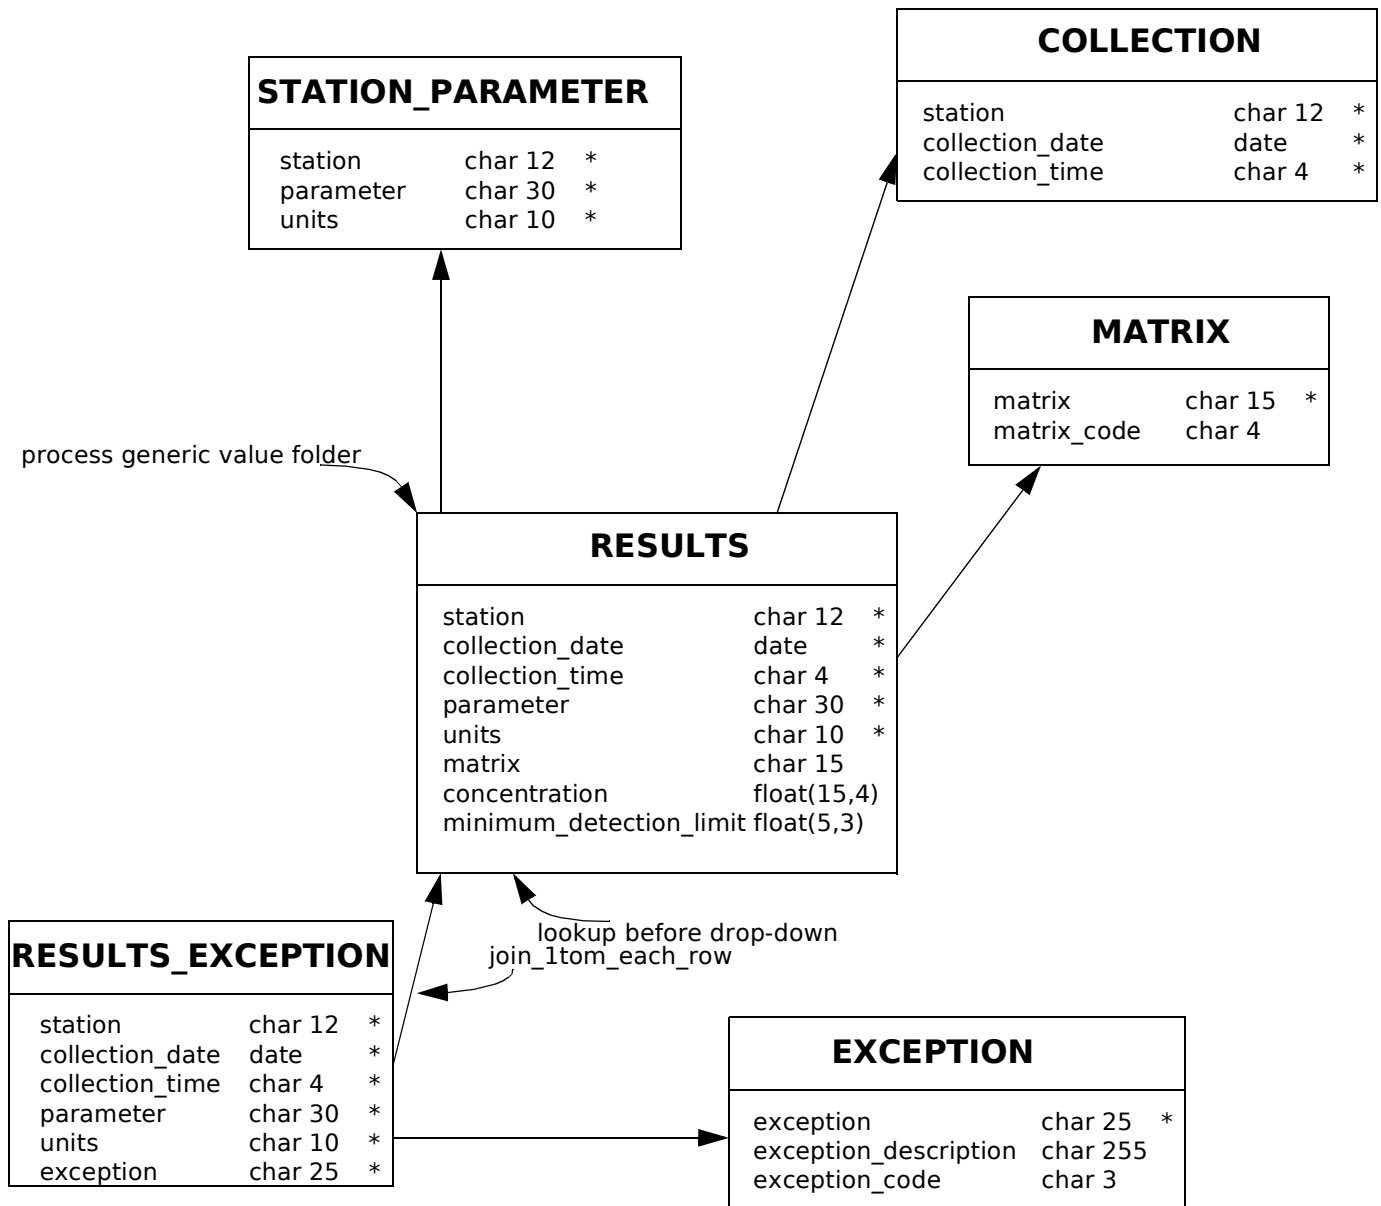 COLLECTION
station char 12 *
collection_date date *
collection_time char 4 *
STATION_PARAMETER
station char 12 *
parameter char 30 *
units char 10 *
MATRIX
matrix char 15 *
matrix_code char 4
process generic value folder
RESULTS
station char 12 *
collection_date date *
collection_time char 4 *
parameter char 30 *
units char 10 *
matrix char 15
concentration float(15,4)
minimum_detection_limit float(5,3)
lookup before drop-down
join_1tom_each_row
RESULTS_EXCEPTION
station char 12 *
collection_date date *
collection_time char 4 *
parameter char 30 *
units char 10 *
exception char 25 *
EXCEPTION
exception char 25 *
exception_description char 255
exception_code char 3